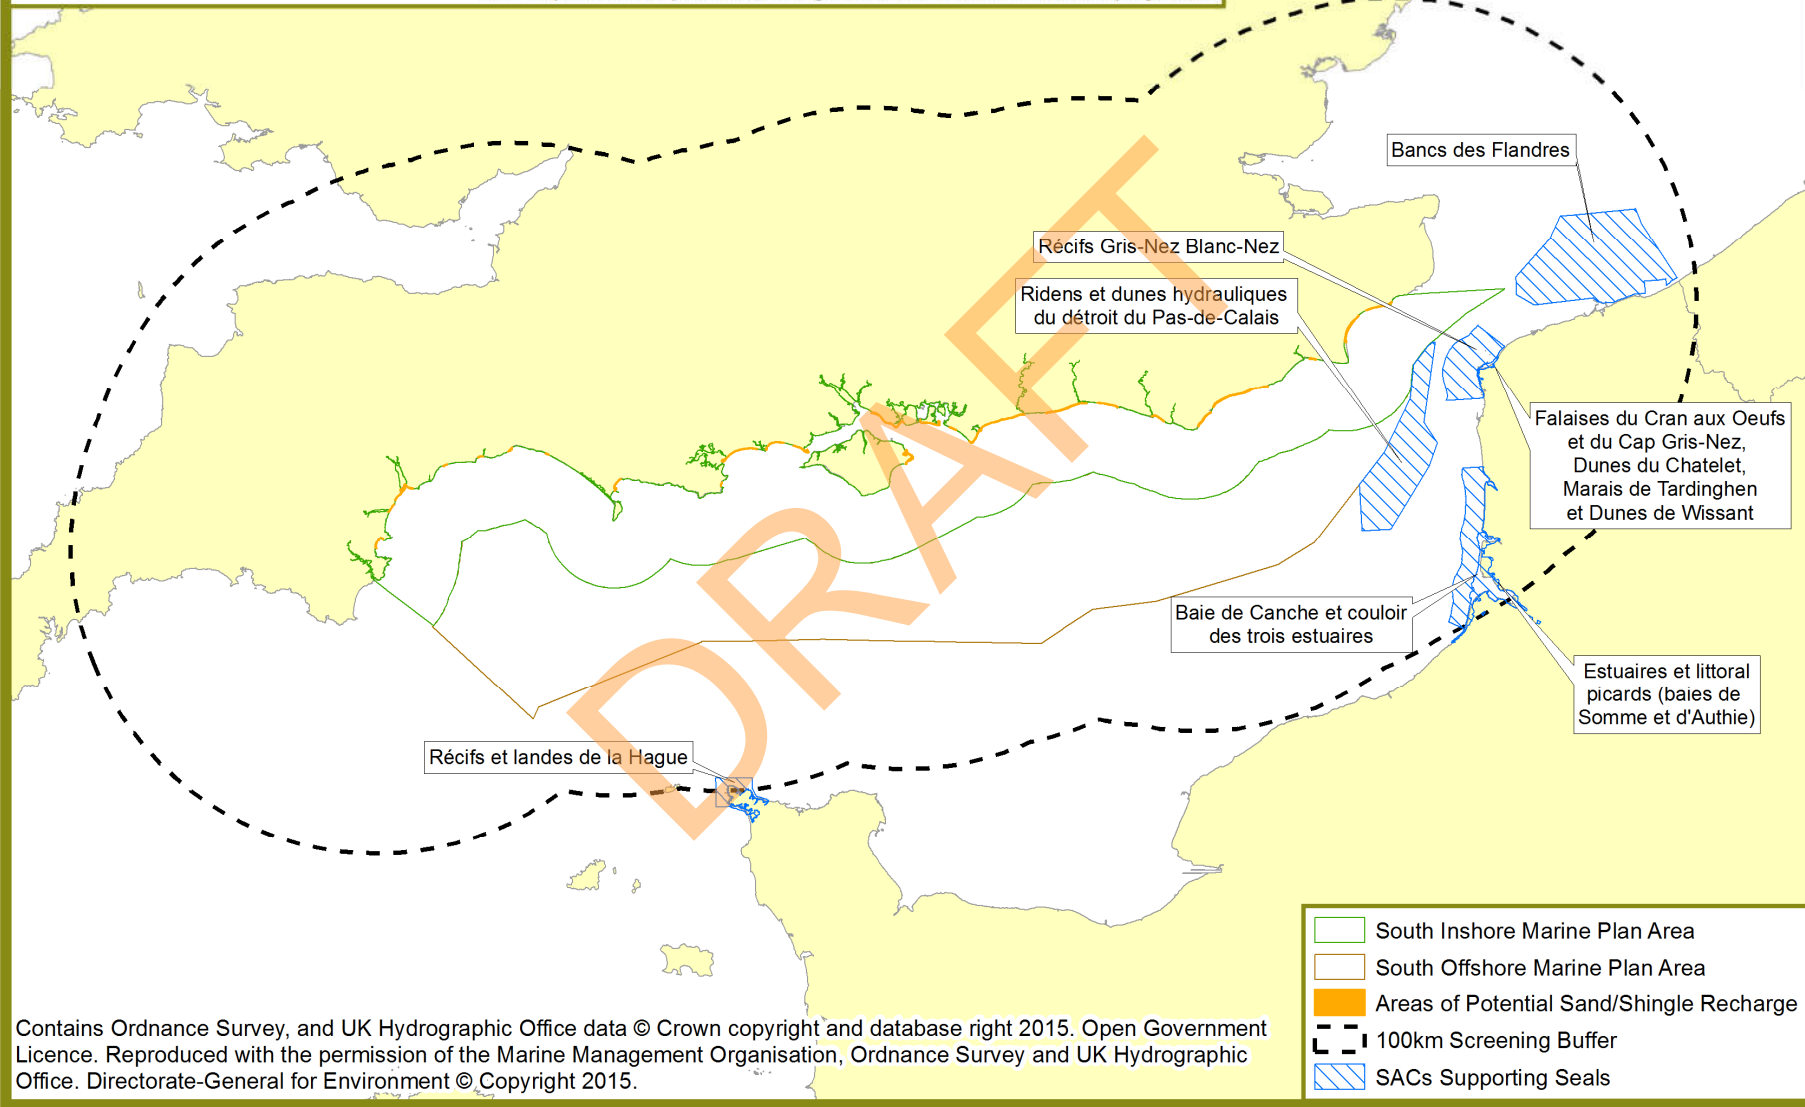 Bancs des Flandres
Récifs Gris-Nez Blanc-Nez
Ridens et dunes hydrauliques
du détroit du Pas-de-Calais
Falaises du Cran aux Oeufs
et du Cap Gris-Nez,
Dunes du Chatelet,
Marais de Tardinghen
et Dunes de Wissant
Baie de Canche et couloir
des trois estuaires
Estuaires et littoral
picards (baies de
Somme et d'Authie)
Récifs et landes de la Hague
DRAFT
South Inshore Marine Plan Area
South Offshore Marine Plan Area
Areas of Potential Sand/Shingle Recharge
100km Screening Buffer
SACs Supporting Seals
Contains Ordnance Survey, and UK Hydrographic Office data © Crown copyright and database right 2015. Open Government
Licence. Reproduced with the permission of the Marine Management Organisation, Ordnance Survey and UK Hydrographic
Office. Directorate-General for Environment © Copyright 2015.